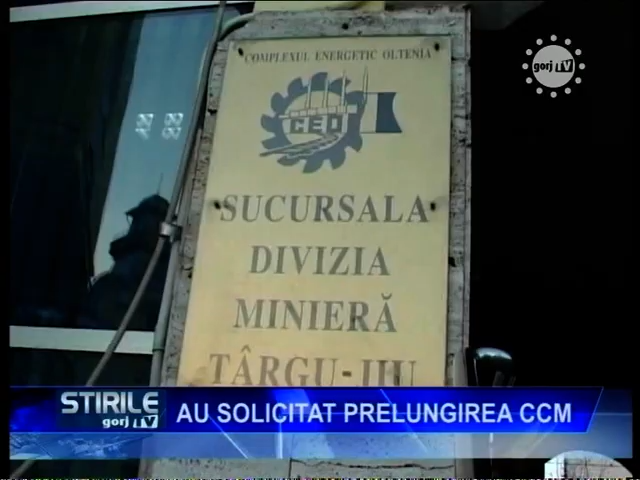 COMPLEXUL ENERGETIC OLTENIA
gorj TV
CEO
SUCURSALA
DIVIZIA
MINIERĂ
TÂRGU-JIU
STIRILE
gorj TV
AU SOLICITAT PRELUNGIREA CCM